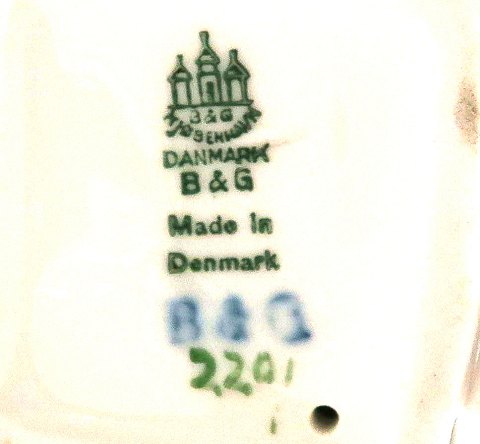 B & G
KJØBENHAVN
DANMARK
B & G
Made in
Denmark
B & G
2201